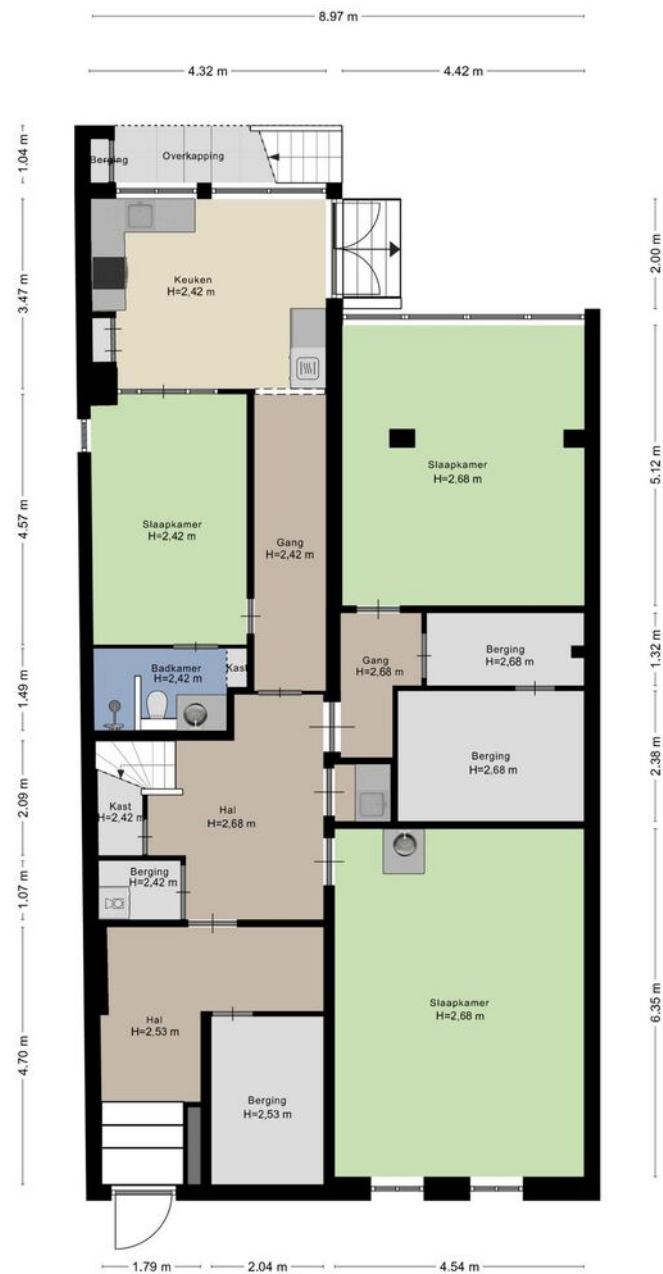 8.97 m
4.32 m
4.42 m
1.04 m
Berging
Overkapping
3.47 m
2.00 m
Keuken
H=2,42 m
4.57 m
5.12 m
Slaapkamer
H=2,68 m
Slaapkamer
H=2,42 m
Gang
H=2,42 m
1.49 m
Badkamer
H=2,42 m
Kast
Gang
H=2,68 m
Berging
H=2,68 m
1.32 m
2.09 m
Kast
H=2,42 m
Hal
H=2,68 m
Berging
H=2,68 m
2.38 m
1.07 m
Berging
H=2,42 m
4.70 m
Hal
H=2,53 m
Berging
H=2,53 m
Slaapkamer
H=2,68 m
6.35 m
1.79 m
2.04 m
4.54 m